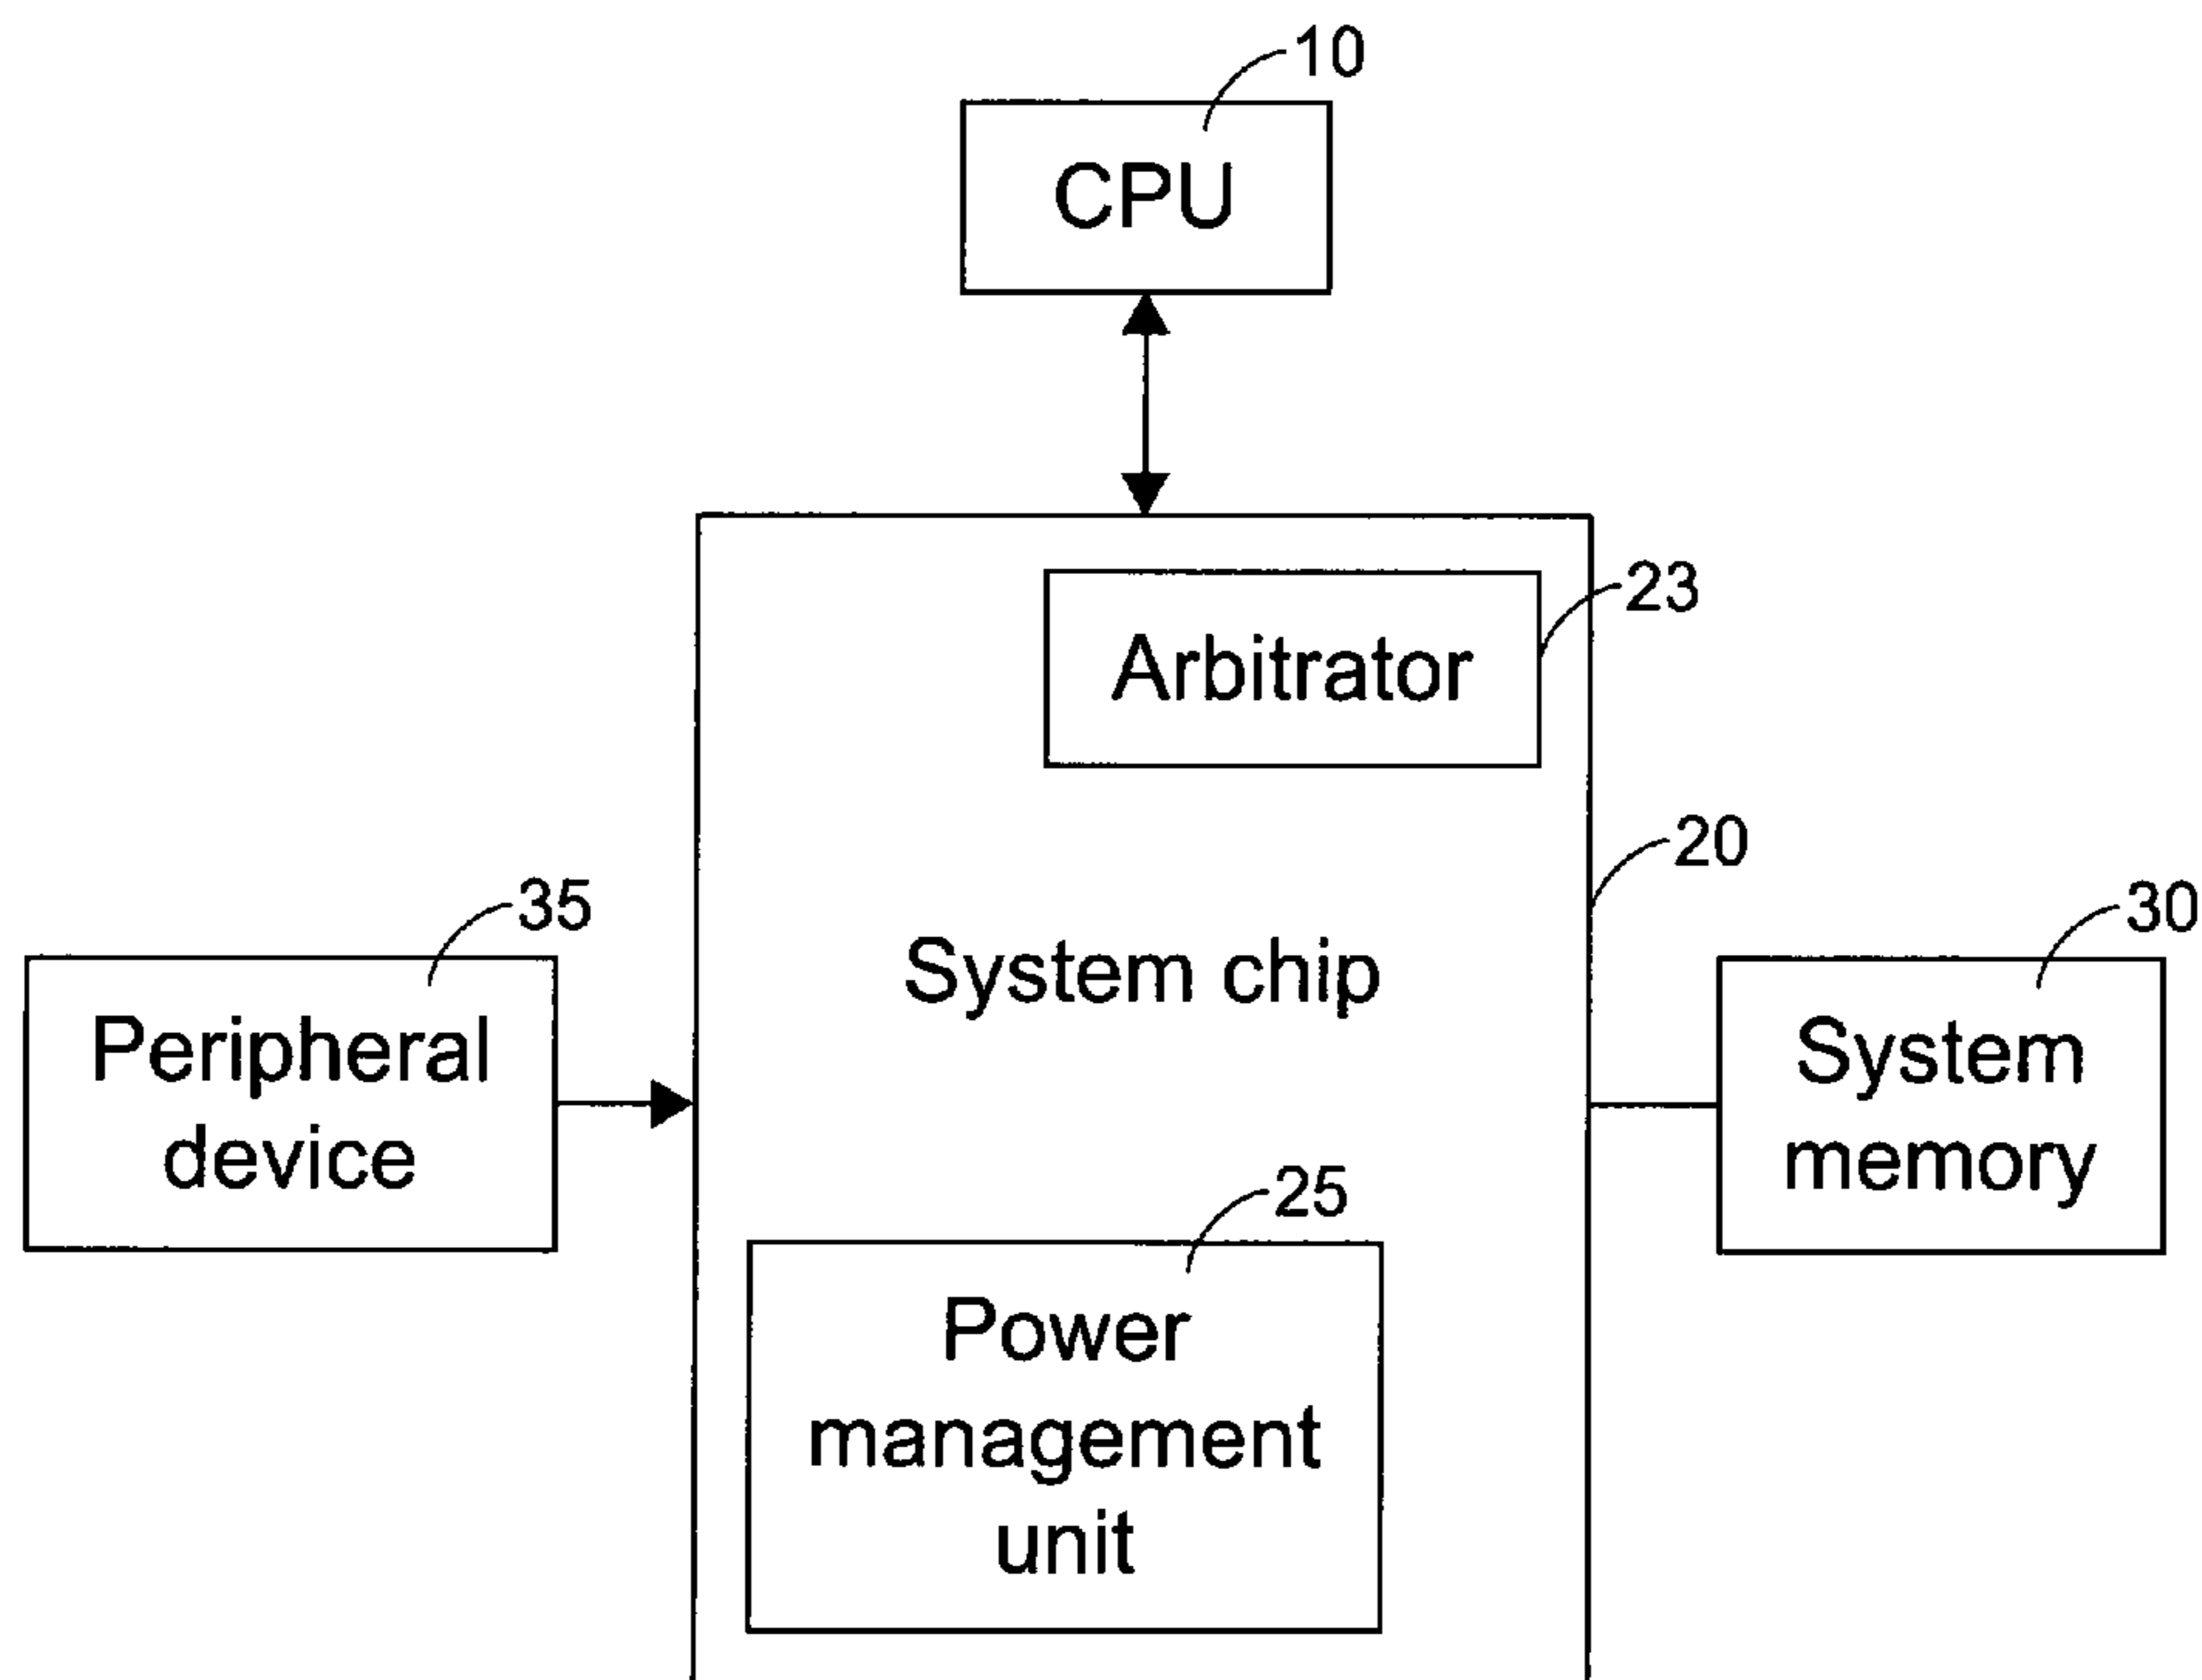 10
CPU
23
Arbitrator
20
System chip
35
Peripheral
device
30
System
memory
25
Power
management
unit